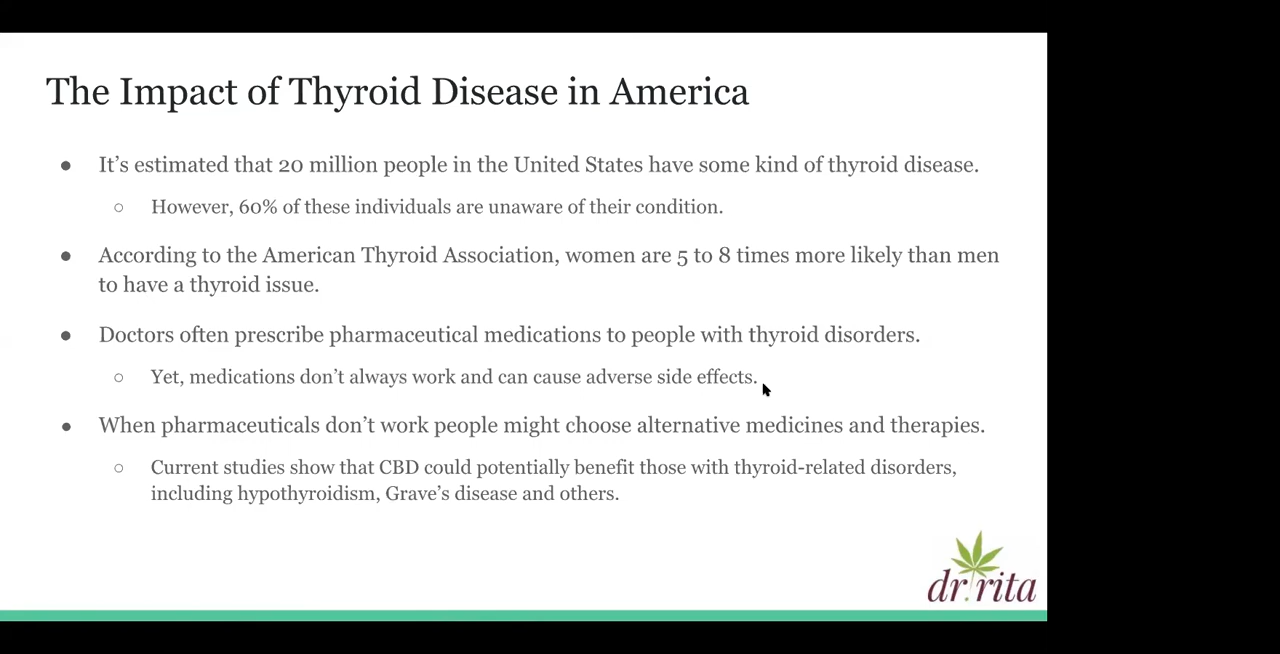 The Impact of Thyroid Disease in America
● It’s estimated that 20 million people in the United States have some kind of thyroid disease.
○ However, 60% of these individuals are unaware of their condition.
● According to the American Thyroid Association, women are 5 to 8 times more likely than men
to have a thyroid issue.
● Doctors often prescribe pharmaceutical medications to people with thyroid disorders.
○ Yet, medications don’t always work and can cause adverse side effects.
● When pharmaceuticals don’t work people might choose alternative medicines and therapies.
○ Current studies show that CBD could potentially benefit those with thyroid-related disorders,
including hypothyroidism, Grave’s disease and others.
dr. rita